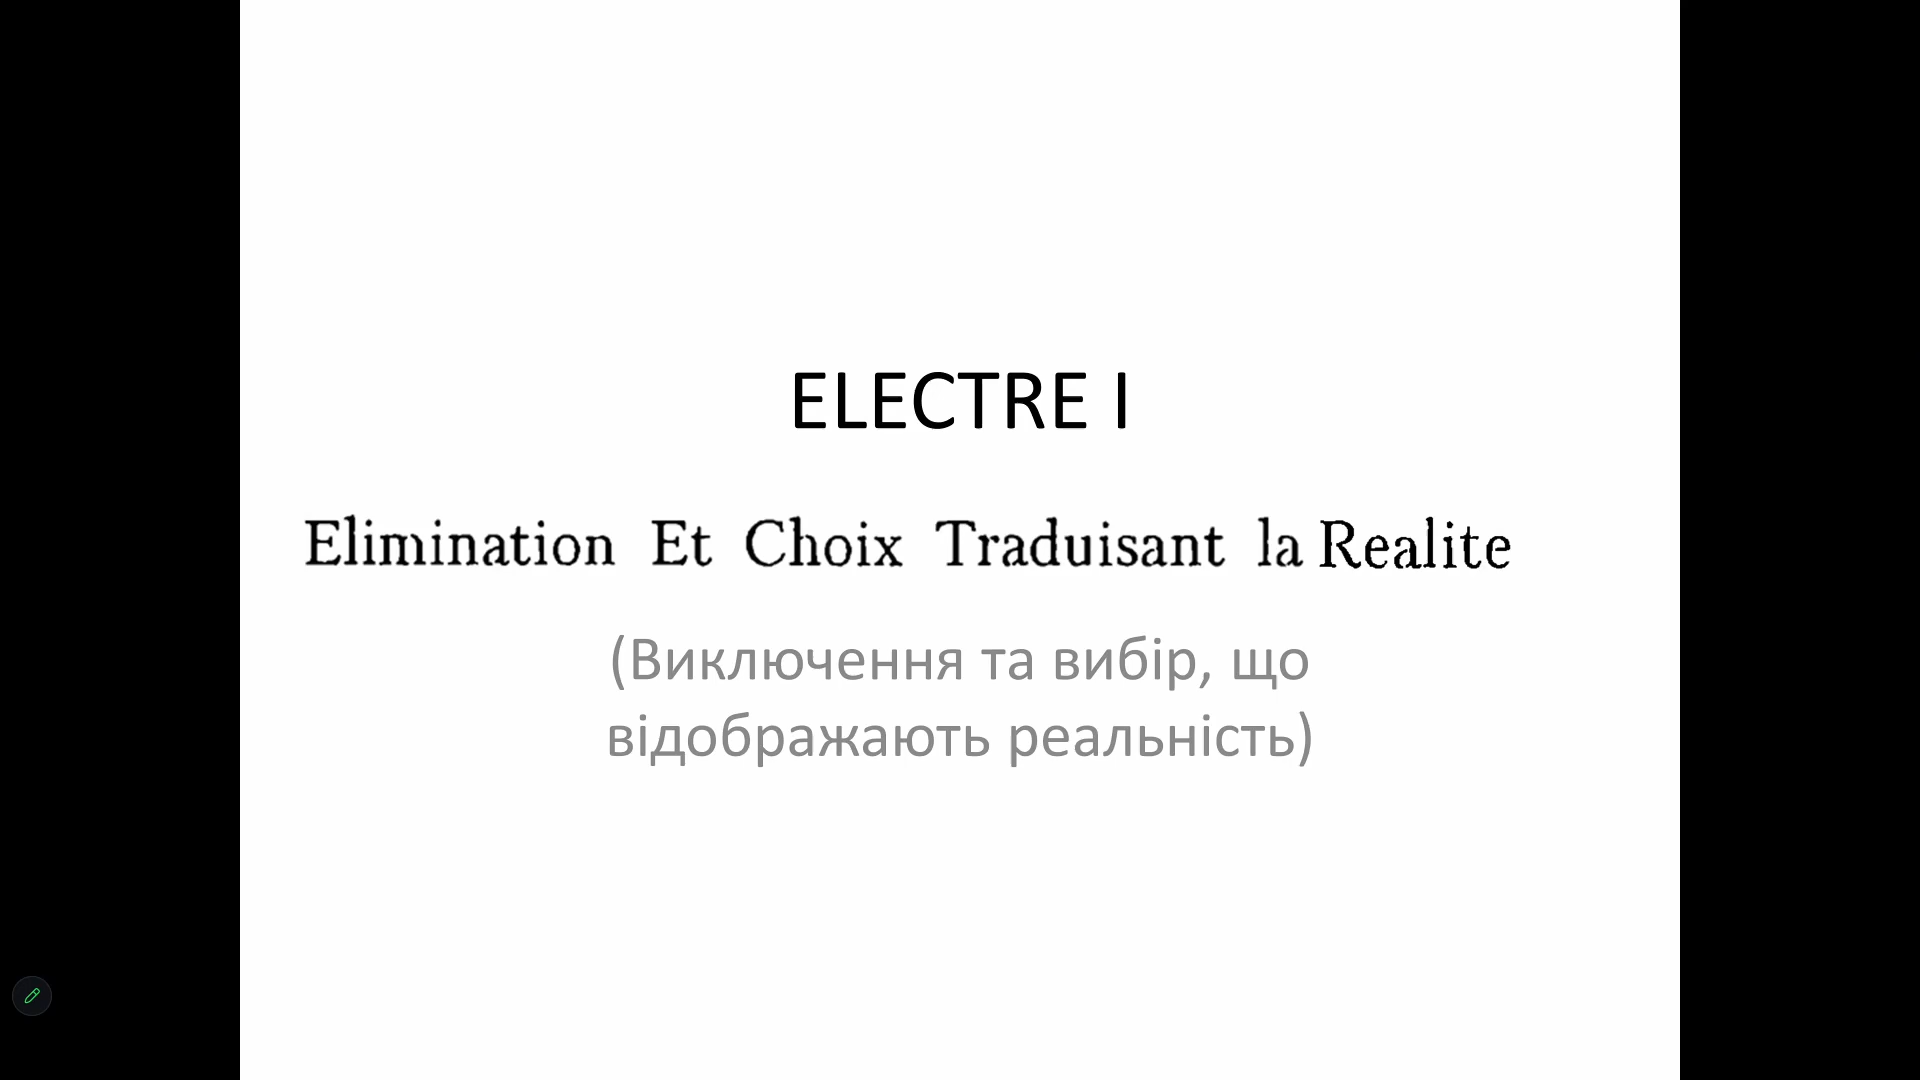 ELECTRE I
Elimination Et Choix Traduisant la Realite
(Виключення та вибір, що
відображають реальність)